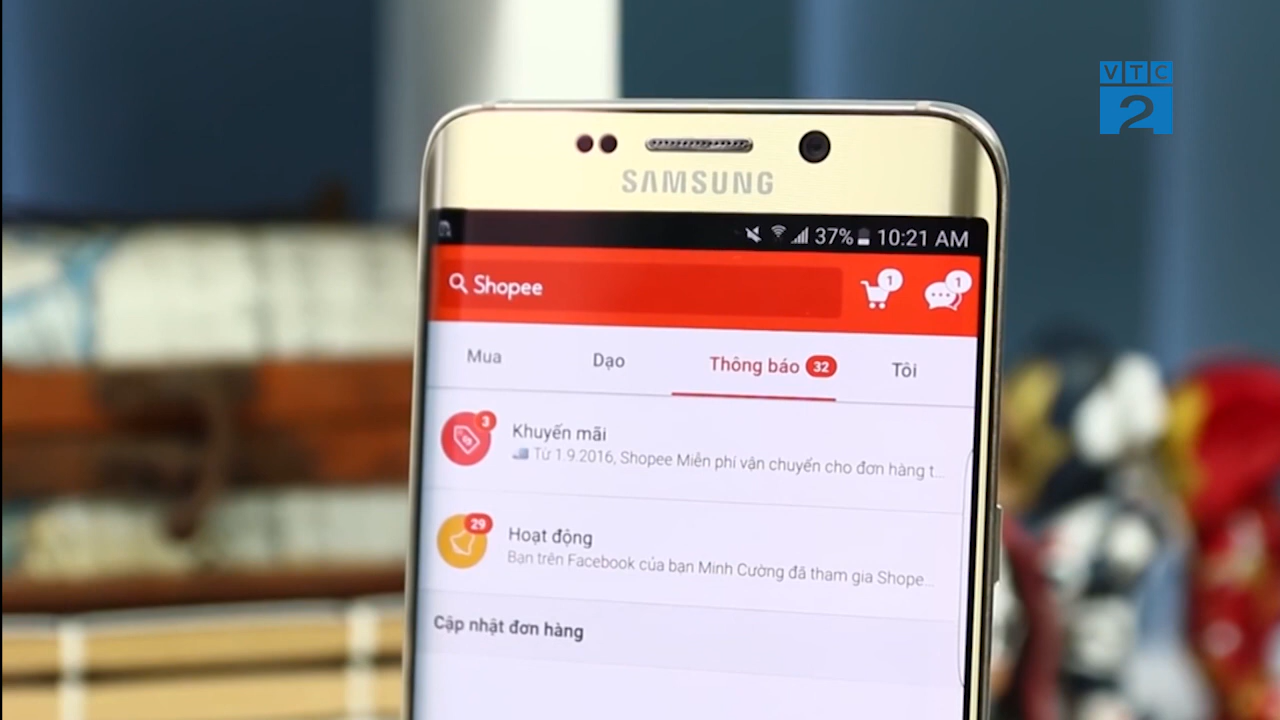 VTC
2
SAMSUNG
37% 10:21 AM
Shopee
1
1
Mua
Dạo
Thông báo 32
Tôi
3
Khuyến mãi
Từ 1.9.2016, Shopee Miễn phí vận chuyển cho đơn hàng t...
29
Hoạt động
Bạn trên Facebook của bạn Minh Cường đã tham gia Shope...
Cập nhật đơn hàng